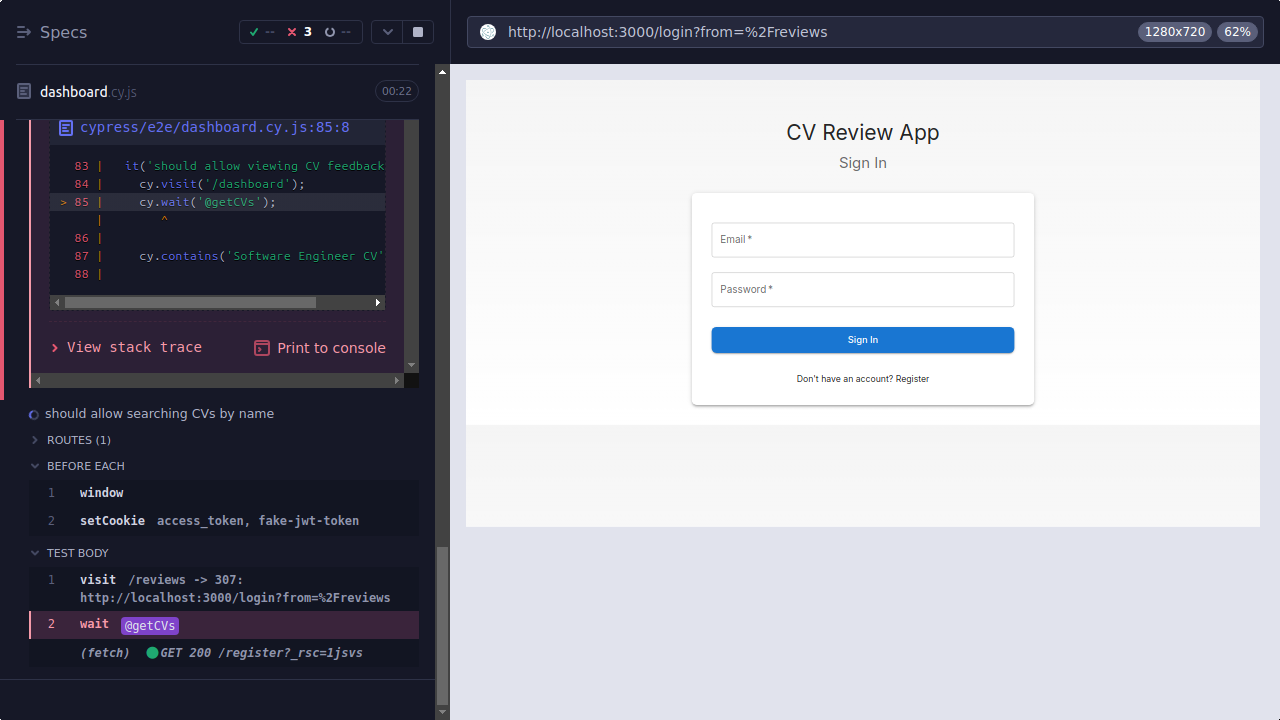 Specs
-- 3 --
dashboard.cy.js 00:22
cypress/e2e/dashboard.cy.js:85:8
83 | it('should allow viewing CV feedback
84 | cy.visit('/dashboard');
> 85 | cy.wait('@getCVs');
| ^
86 |
87 | cy.contains('Software Engineer CV'
88 |
View stack trace Print to console
should allow searching CVs by name
ROUTES (1)
BEFORE EACH
1 window
2 setCookie access_token, fake-jwt-token
TEST BODY
1 visit /reviews -> 307:
http://localhost:3000/login?from=%2Freviews
2 wait @getCVs
(fetch) GET 200 /register?_rsc=1jsvs
http://localhost:3000/login?from=%2Freviews 1280x720 62%
CV Review App
Sign In
Email *
Password *
Sign In
Don't have an account? Register